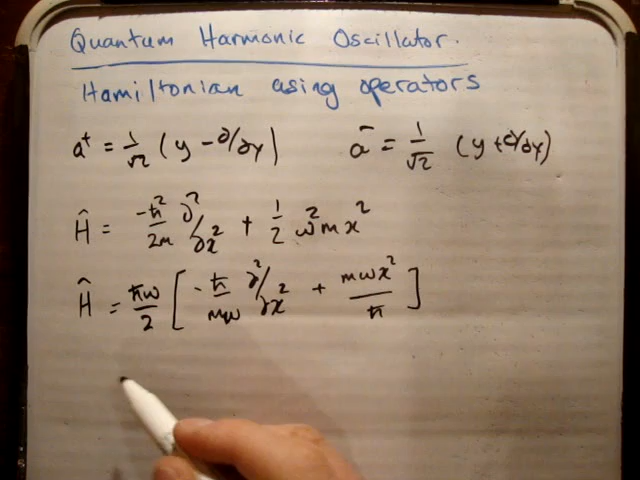 Quantum Harmonic Oscillator.
Hamiltonian using operators
a⁺ = 1/√2 (y - ∂/∂y) a⁻ = 1/√2 (y + ∂/∂y)
Ĥ = -ħ²/2m ∂²/∂x² + 1/2 ω²mx²
Ĥ = ħω/2 [ -ħ/mω ∂²/∂x² + mωx²/ħ ]